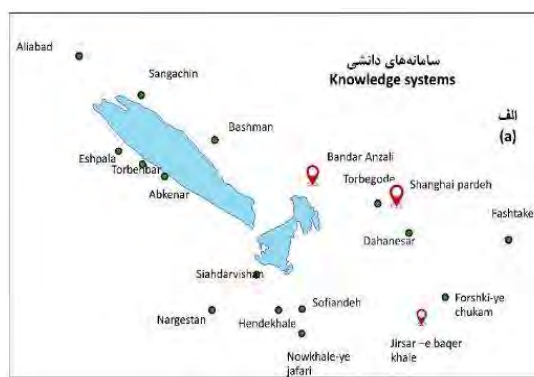 سامانه‌های دانشی
Knowledge systems
الف
(a)
Aliabad
Sangachin
Bashman
Eshpala
Torbehbar
Abkenar
Bandar Anzali
Torbegode
Shanghai pardeh
Fashtake
Dahanesar
Siahdarvishan
Nargestan
Hendekhale
Sofiandeh
Nowkhale-ye
jafari
Forshki-ye
chukam
Jirsar –e baqer
khale